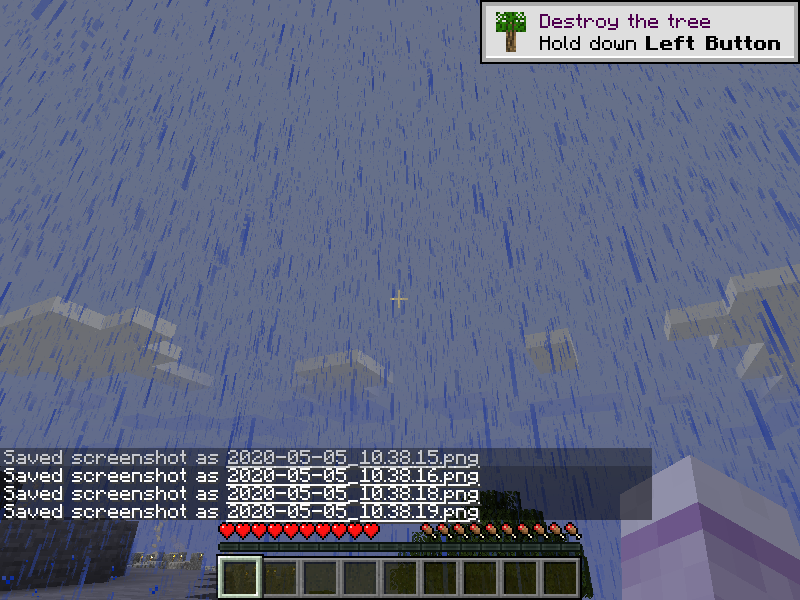 Destroy the tree
Hold down Left Button
Saved screenshot as 2020-05-05_10.38.15.png
Saved screenshot as 2020-05-05_10.38.16.png
Saved screenshot as 2020-05-05_10.38.18.png
Saved screenshot as 2020-05-05_10.38.19.png